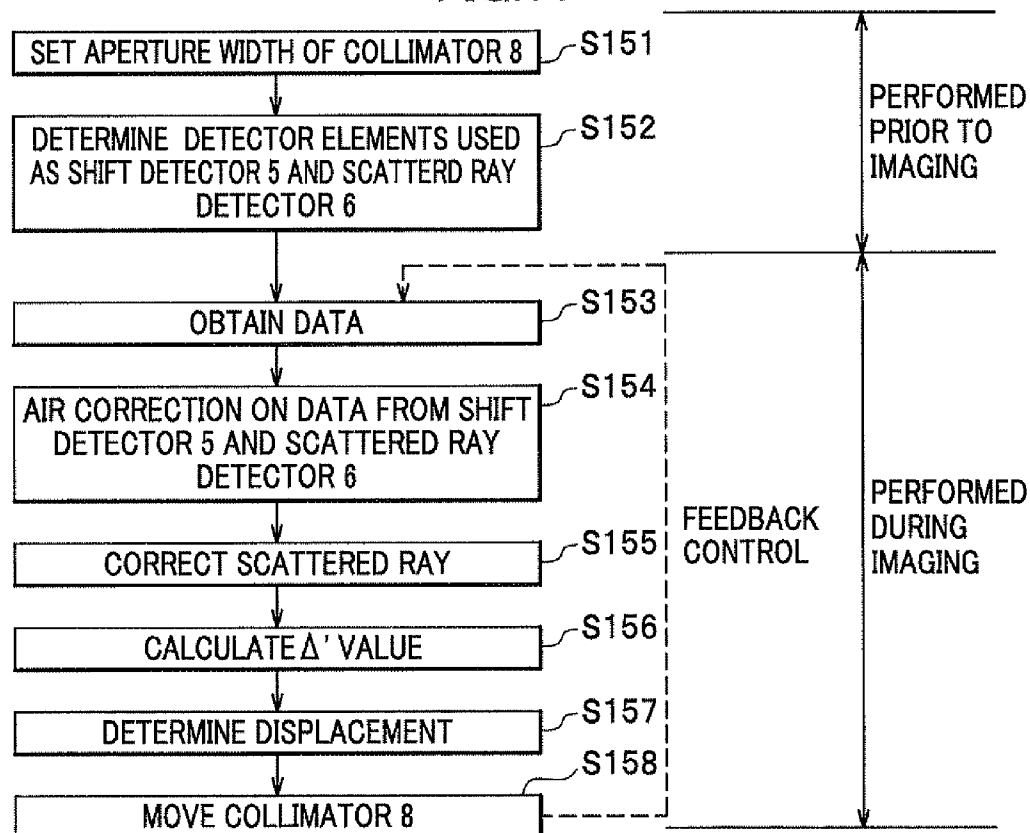 SET APERTURE WIDTH OF COLLIMATOR 8
S151
DETERMINE DETECTOR ELEMENTS USED
AS SHIFT DETECTOR 5 AND SCATTERD RAY
DETECTOR 6
S152
PERFORMED
PRIOR TO
IMAGING
OBTAIN DATA
S153
AIR CORRECTION ON DATA FROM SHIFT
DETECTOR 5 AND SCATTERED RAY
DETECTOR 6
S154
CORRECT SCATTERED RAY
S155
CALCULATE Δ' VALUE
S156
DETERMINE DISPLACEMENT
S157
MOVE COLLIMATOR 8
S158
FEEDBACK
CONTROL
PERFORMED
DURING
IMAGING